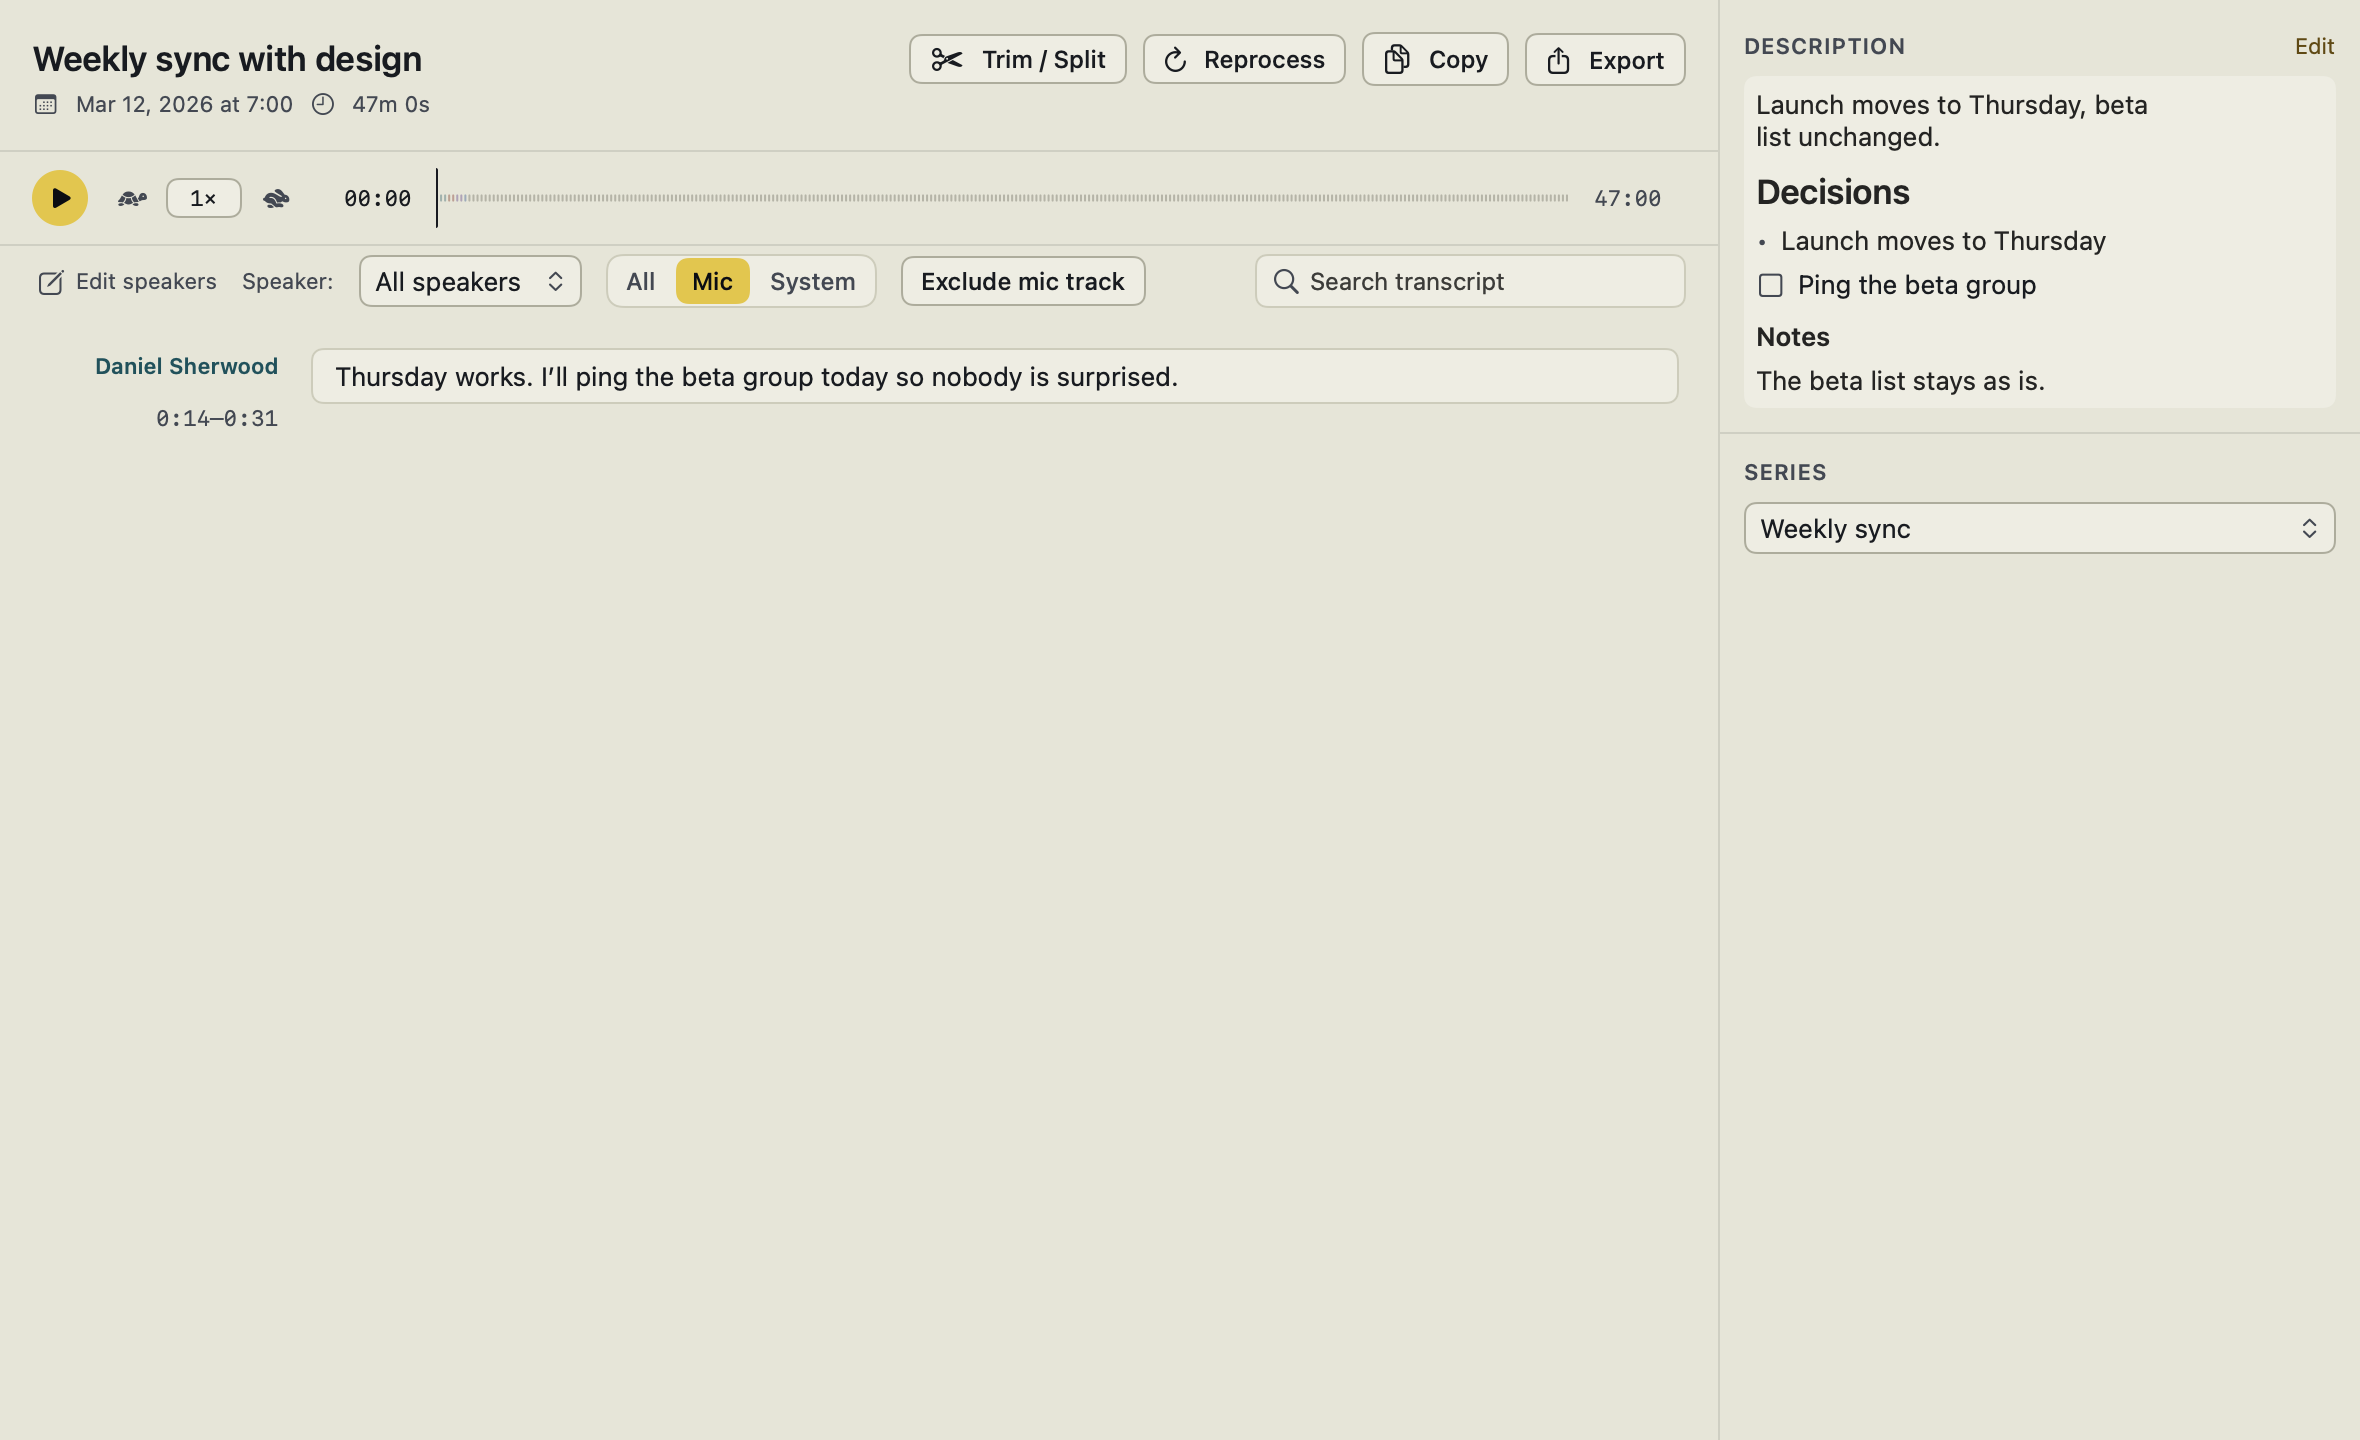 Weekly sync with design
Mar 12, 2026 at 7:00 47m 0s
Trim / Split Reprocess Copy Export
1× 00:00 47:00
Edit speakers Speaker: All speakers All Mic System Exclude mic track Search transcript
Daniel Sherwood Thursday works. I’ll ping the beta group today so nobody is surprised.
0:14–0:31
DESCRIPTION Edit
Launch moves to Thursday, beta
list unchanged.
Decisions
• Launch moves to Thursday
Ping the beta group
Notes
The beta list stays as is.
SERIES
Weekly sync